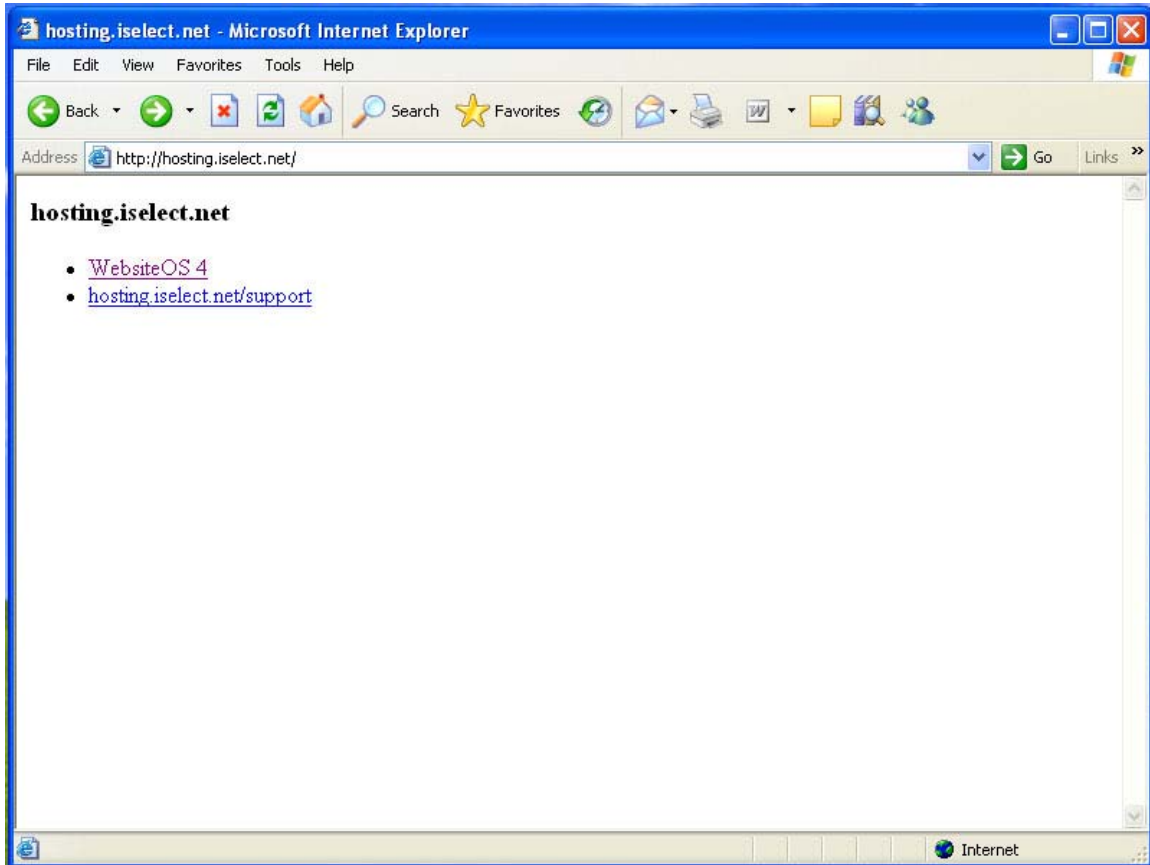 hosting.iselect.net - Microsoft Internet Explorer
File Edit View Favorites Tools Help
Back Search Favorites W
Address http://hosting.iselect.net/ Go Links »
hosting.iselect.net
• WebsiteOS 4
• hosting.iselect.net/support
Internet